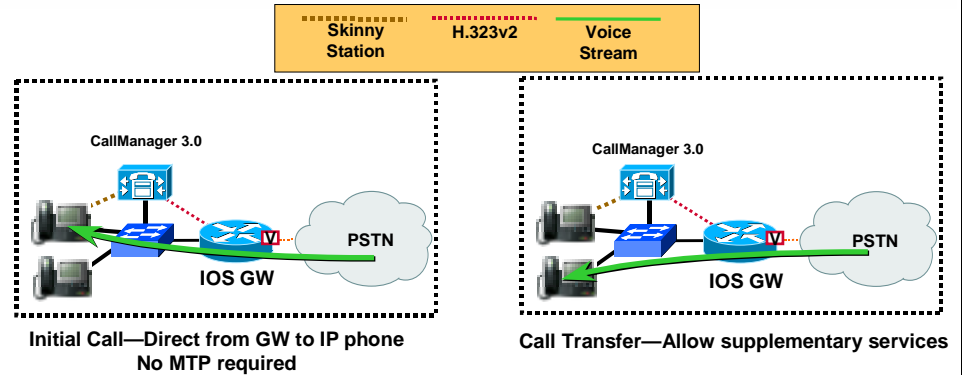 Skinny Station
H.323v2
Voice Stream
CallManager 3.0
V
PSTN
IOS GW
Initial Call—Direct from GW to IP phone
No MTP required
CallManager 3.0
V
PSTN
IOS GW
Call Transfer—Allow supplementary services